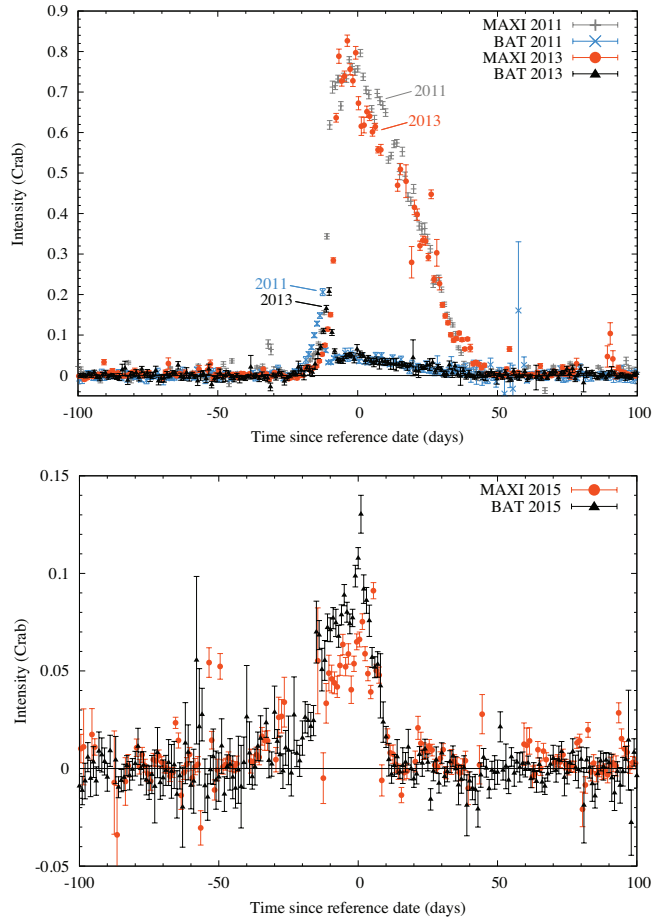 0.9
0.8
0.7
0.6
0.5
0.4
0.3
0.2
0.1
0
-100
-50
0
50
100
Intensity (Crab)
Time since reference date (days)
MAXI 2011
BAT 2011
MAXI 2013
BAT 2013
2011
2013
2011
2013
0.15
0.1
0.05
0
-0.05
-100
-50
0
50
100
Intensity (Crab)
Time since reference date (days)
MAXI 2015
BAT 2015